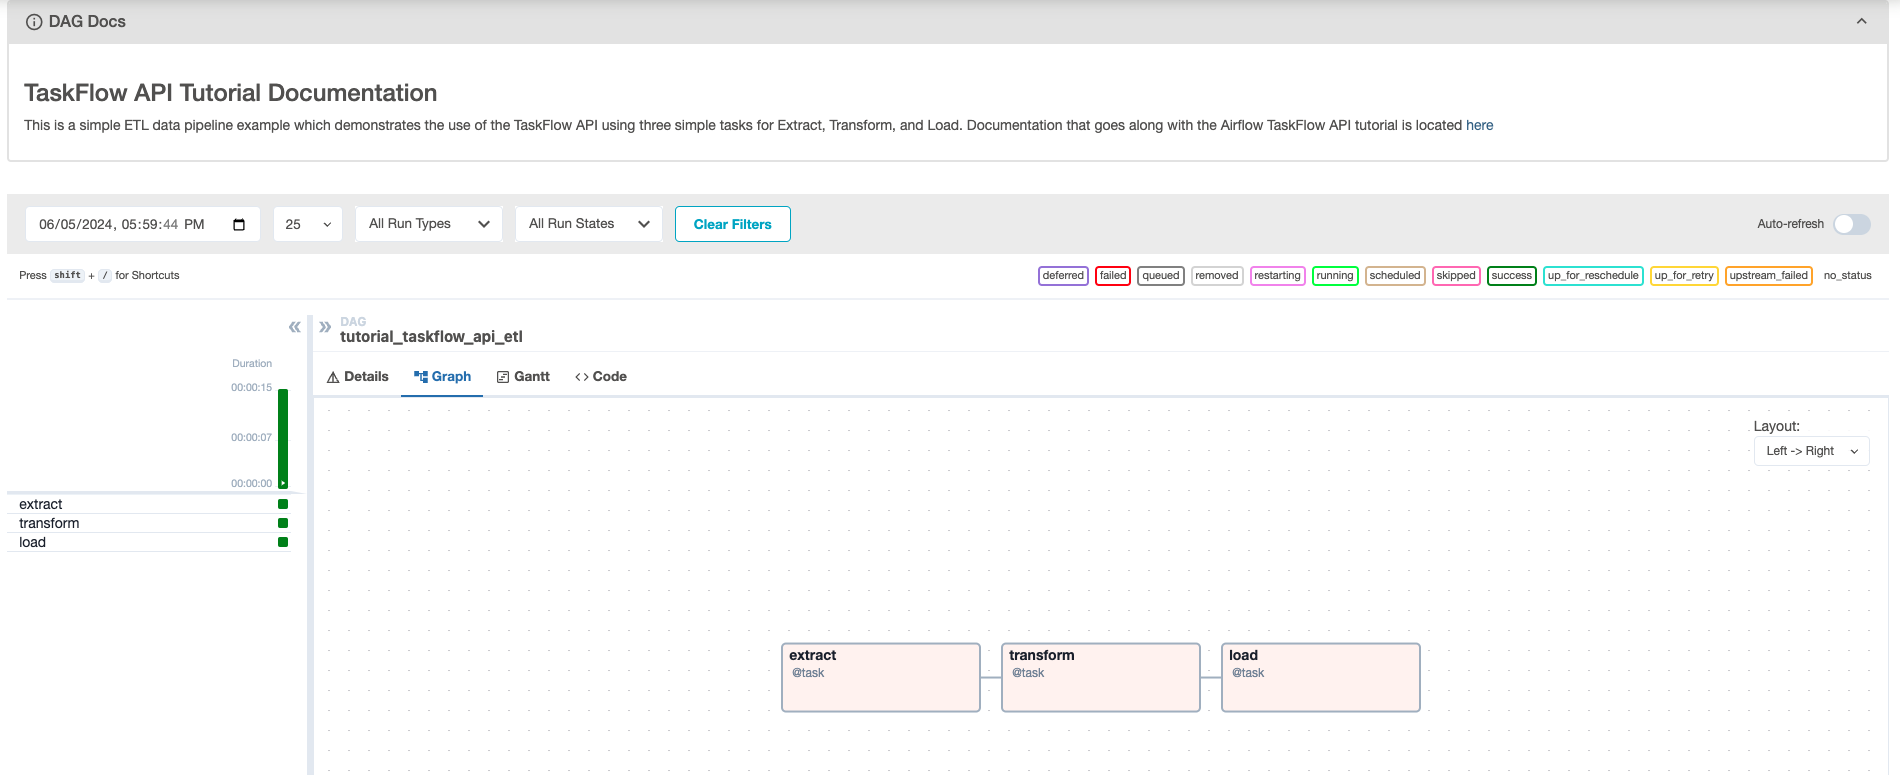 DAG Docs
TaskFlow API Tutorial Documentation
This is a simple ETL data pipeline example which demonstrates the use of the TaskFlow API using three simple tasks for Extract, Transform, and Load. Documentation that goes along with the Airflow TaskFlow API tutorial is located here
06/05/2024, 05:59:44 PM 25 All Run Types All Run States Clear Filters Auto-refresh
Press shift + / for Shortcuts deferred failed queued removed restarting running scheduled skipped success up_for_reschedule up_for_retry upstream_failed no_status
DAG
tutorial_taskflow_api_etl
Duration
00:00:15
00:00:07
00:00:00
extract
transform
load
Details Graph Gantt <> Code
Layout:
Left -> Right
extract
@task
transform
@task
load
@task